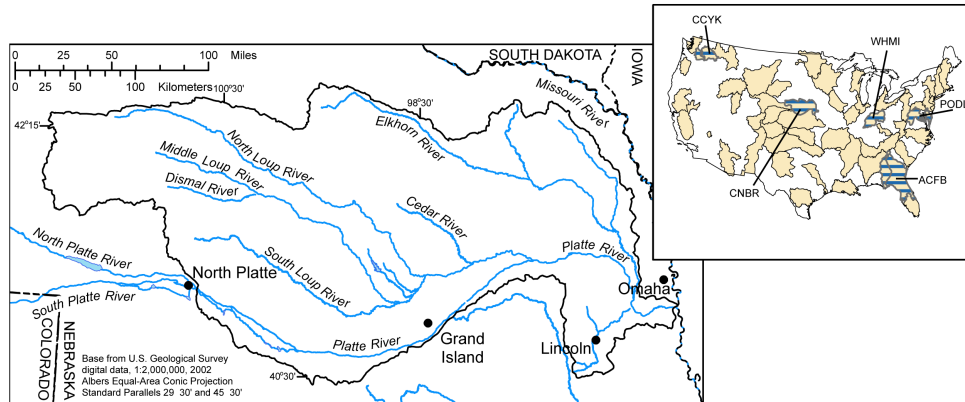 0 25 50 100 Miles
0 25 50 100 Kilometers
100°30'
98°30'
42°15'
40°30'
SOUTH DAKOTA
IOWA
Missouri River
Elkhorn River
North Loup River
Middle Loup River
Dismal River
Cedar River
South Loup River
Platte River
North Platte River
North Platte
South Platte River
Platte River
Grand
Island
Omaha
Lincoln
COLORADO
NEBRASKA
Base from U.S. Geological Survey
digital data, 1:2,000,000, 2002
Albers Equal-Area Conic Projection
Standard Parallels 29 30' and 45 30'
CCYK
WHMI
PODL
CNBR
ACFB